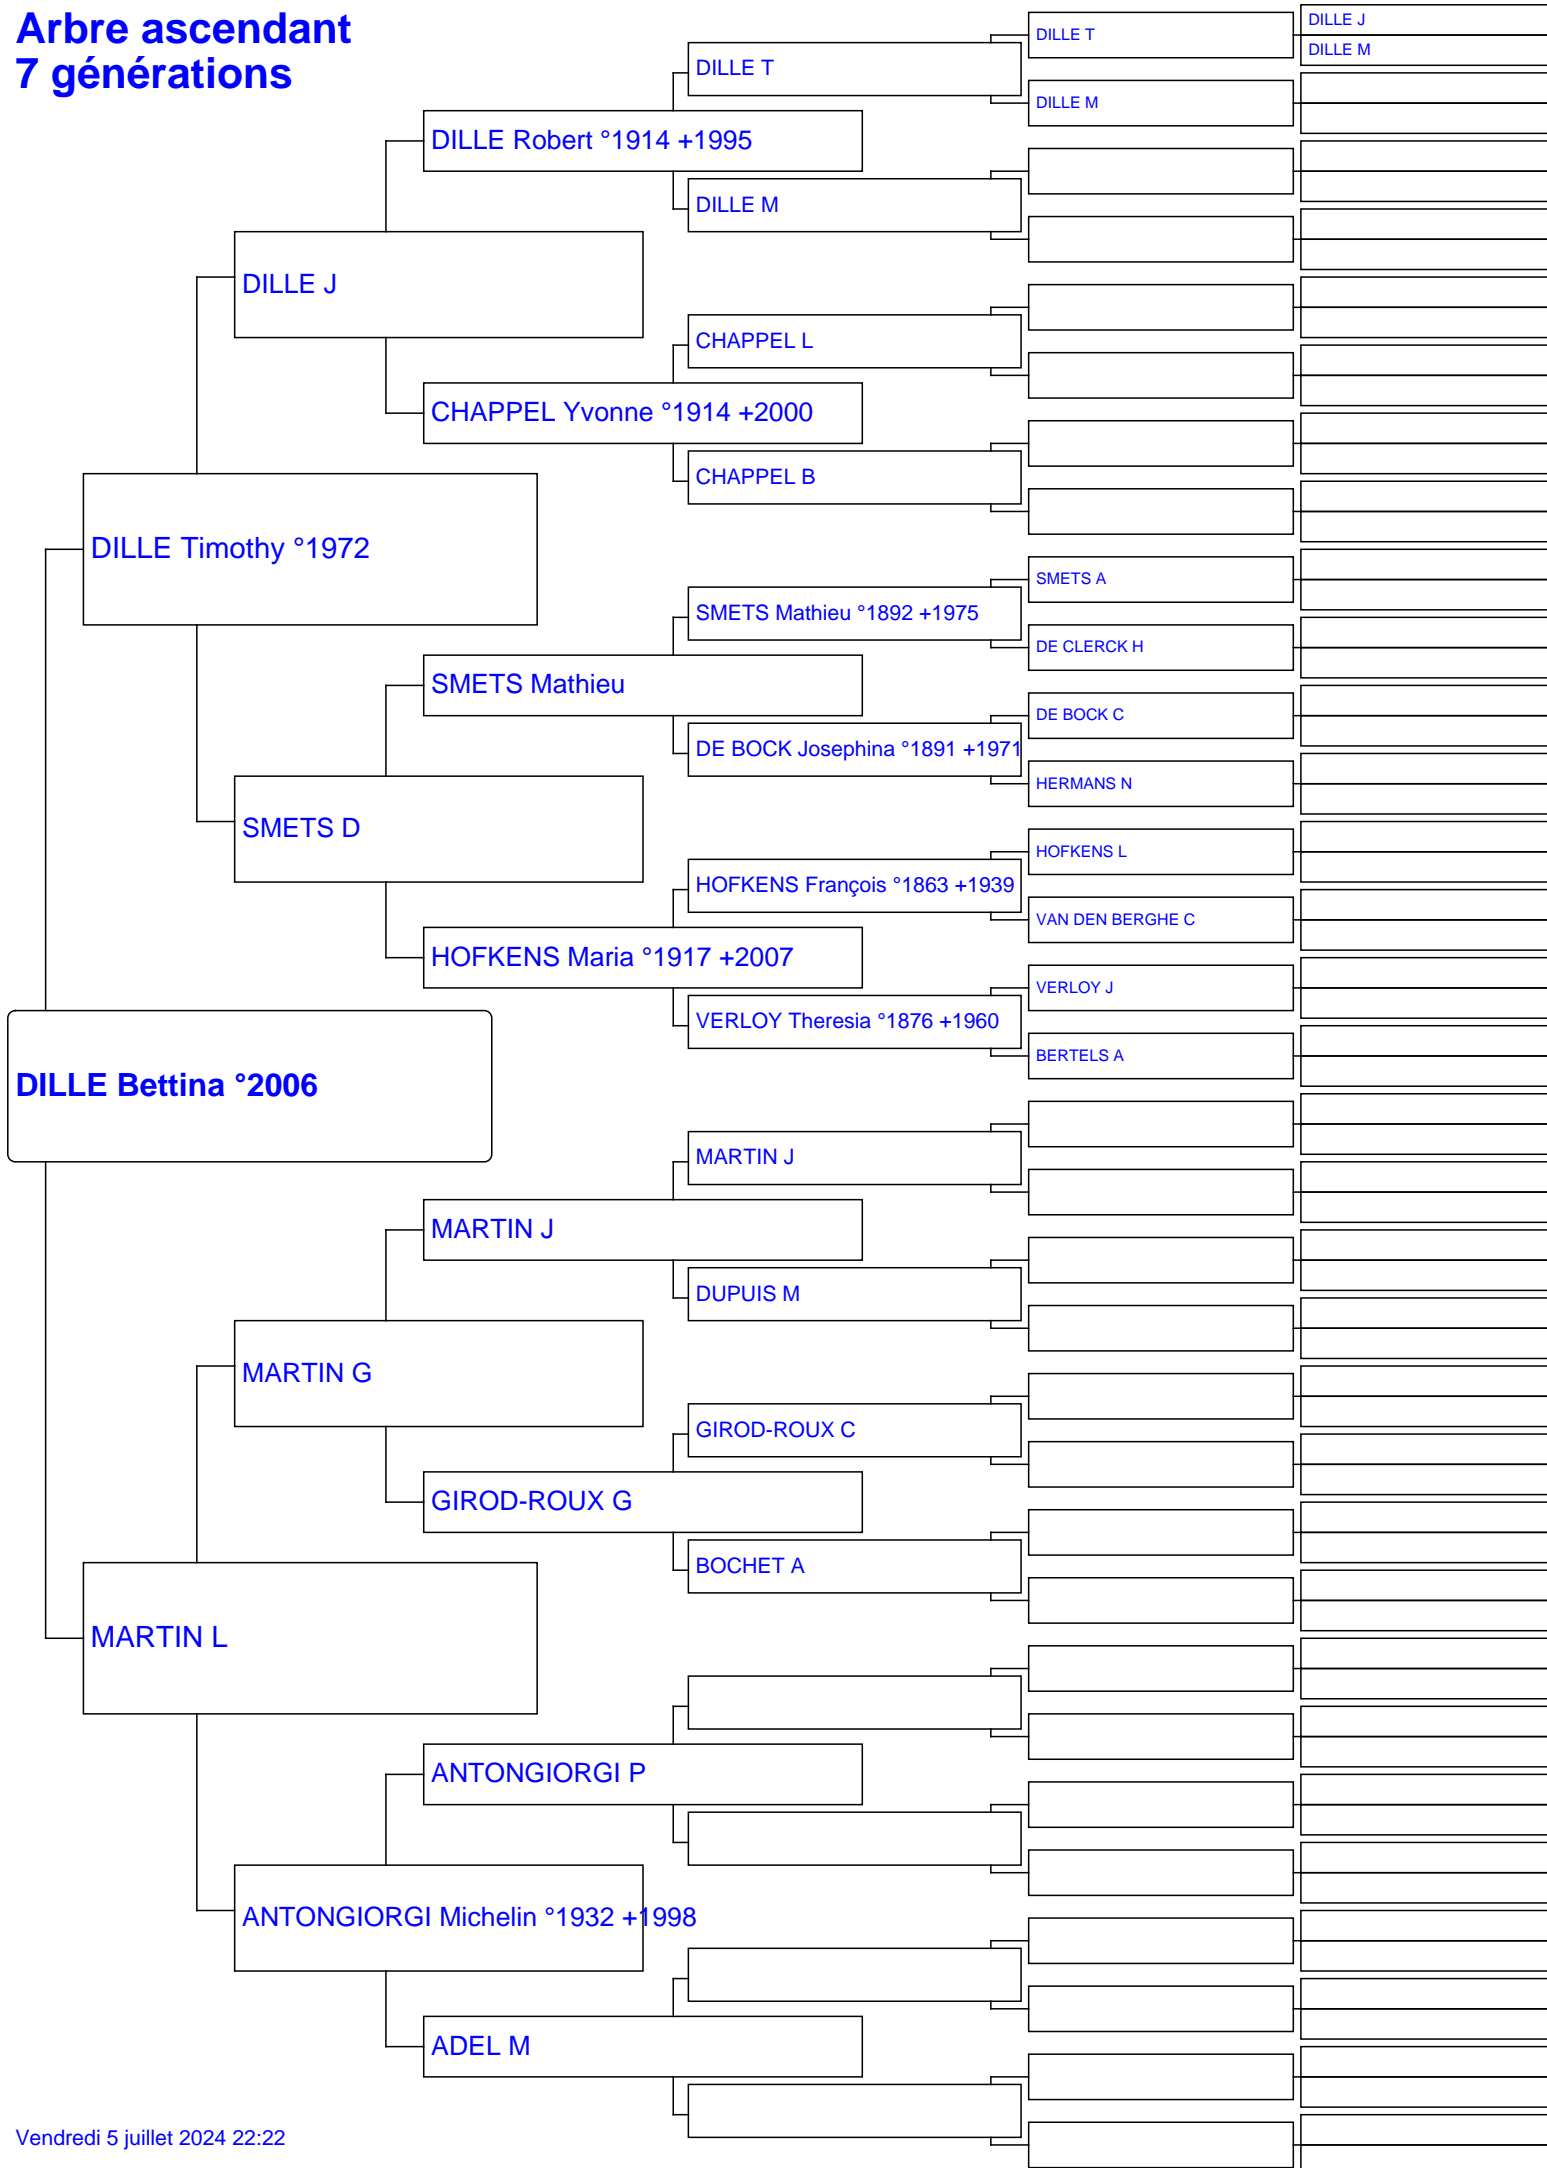 Arbre ascendant
7 générations
DILLE J
DILLE T
DILLE M
DILLE T
DILLE M
DILLE Robert °1914 +1995
DILLE M
DILLE J
CHAPPEL L
CHAPPEL Yvonne °1914 +2000
CHAPPEL B
DILLE Timothy °1972
SMETS A
SMETS Mathieu °1892 +1975
DE CLERCK H
SMETS Mathieu
DE BOCK C
DE BOCK Josephina °1891 +1971
HERMANS N
SMETS D
HOFKENS L
HOFKENS François °1863 +1939
VAN DEN BERGHE C
HOFKENS Maria °1917 +2007
VERLOY J
VERLOY Theresia °1876 +1960
BERTELS A
DILLE Bettina °2006
MARTIN J
MARTIN J
DUPUIS M
MARTIN G
GIROD-ROUX C
GIROD-ROUX G
BOCHET A
MARTIN L
ANTONGIORGI P
ANTONGIORGI Michelin °1932 +1998
ADEL M
Vendredi 5 juillet 2024 22:22